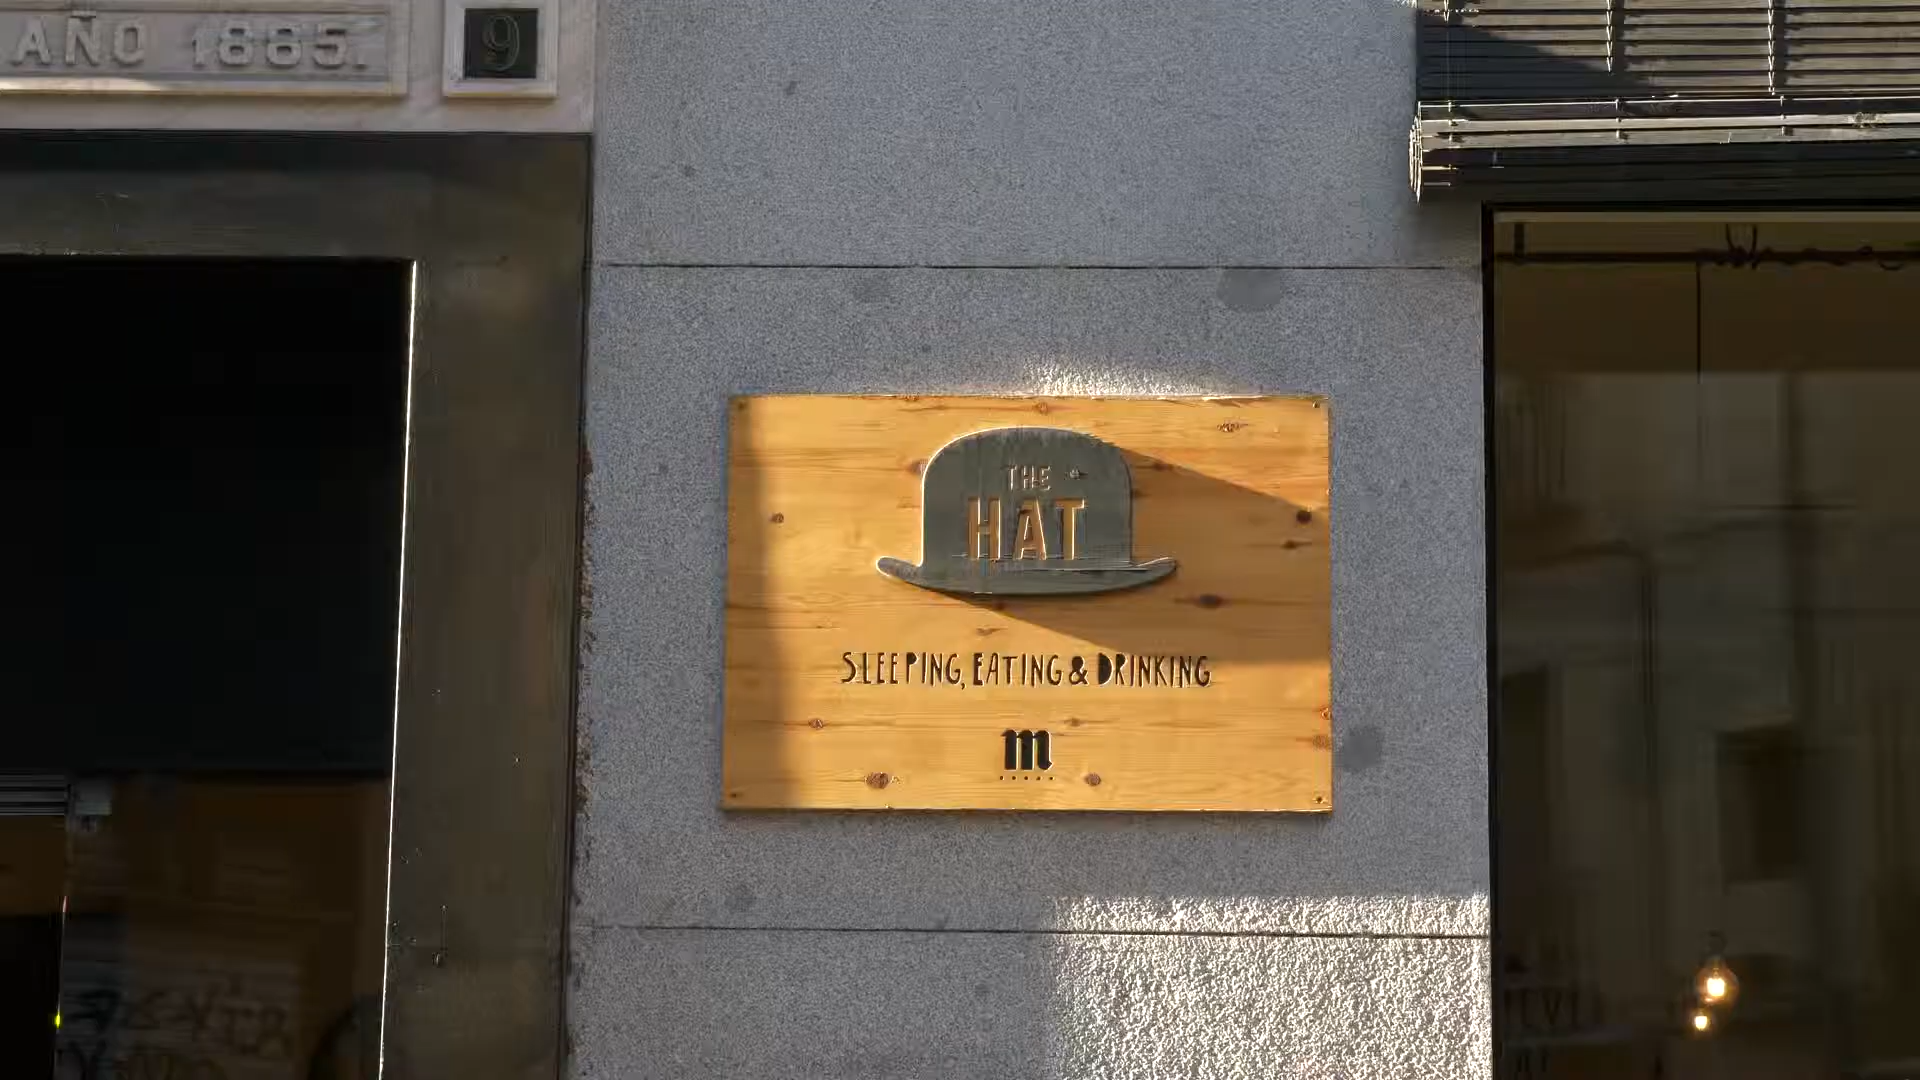 AÑO 1885.
9
THE
HAT
SLEEPING, EATING & DRINKING
m